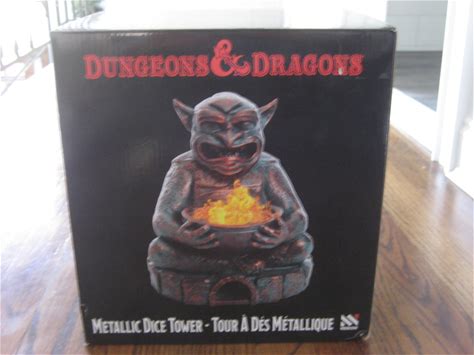 DUNGEONS & DRAGONS
METALLIC DICE TOWER - TOUR À DÉS MÉTALLIQUE